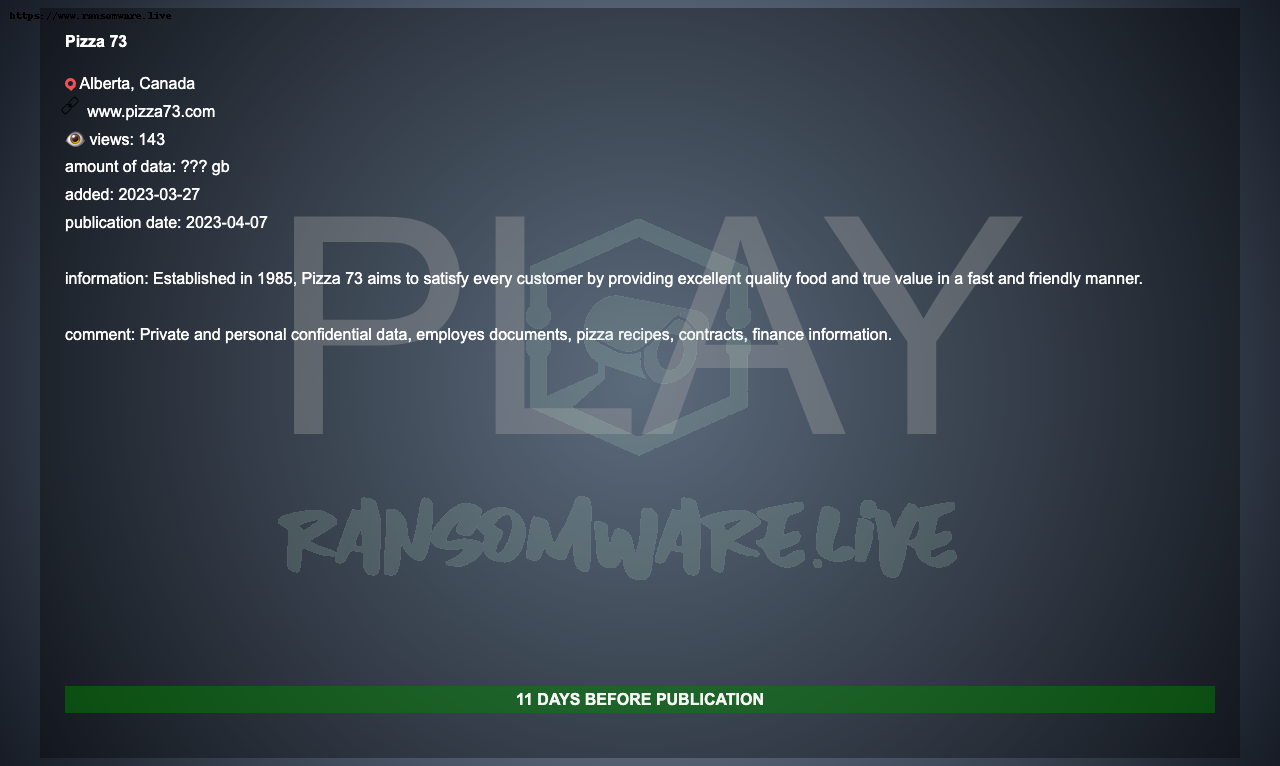 https://www.ransomware.live
Pizza 73
Alberta, Canada
www.pizza73.com
views: 143
amount of data: ??? gb
added: 2023-03-27
publication date: 2023-04-07
PLAY
information: Established in 1985, Pizza 73 aims to satisfy every customer by providing excellent quality food and true value in a fast and friendly manner.
comment: Private and personal confidential data, employes documents, pizza recipes, contracts, finance information.
RANSOMWARE.LIVE
11 DAYS BEFORE PUBLICATION